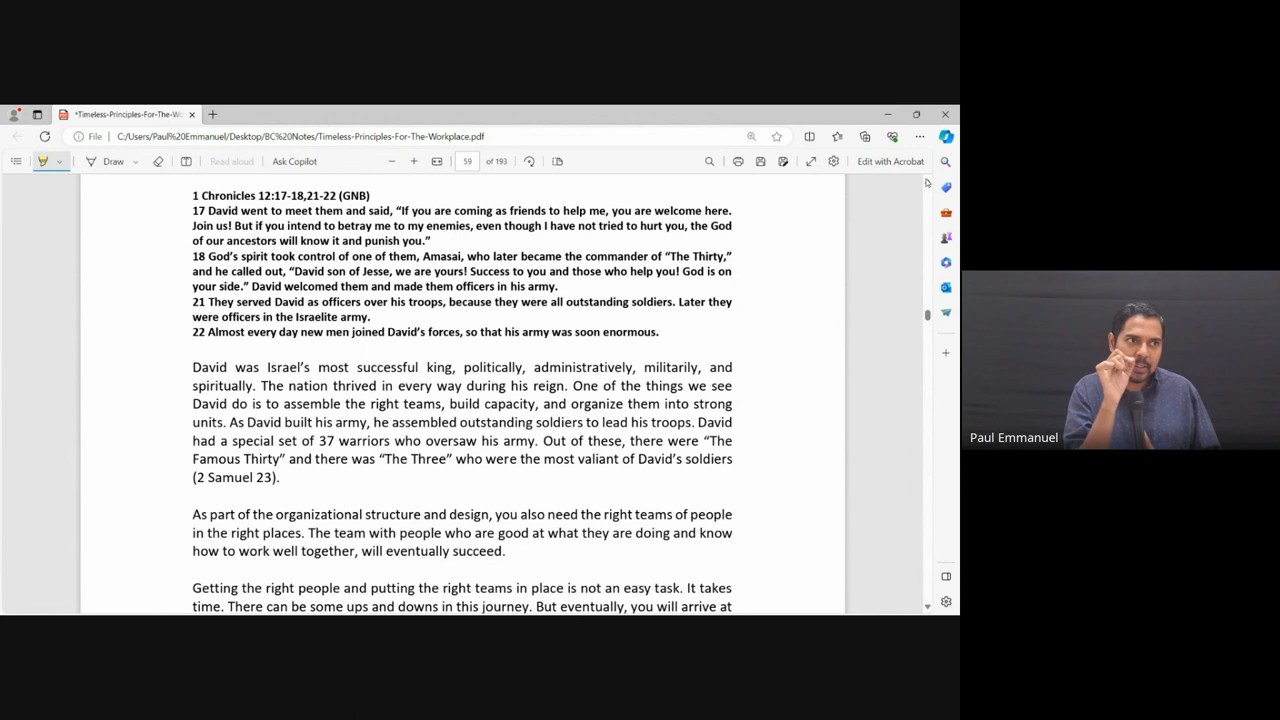 *Timeless-Principles-For-The-Wo
File
C:/Users/Paul%20Emmanuel/Desktop/BC%20Notes/Timeless-Principles-For-The-Workplace.pdf
Draw
Read aloud
Ask Copilot
59 of 193
Edit with Acrobat
1 Chronicles 12:17-18,21-22 (GNB)
17 David went to meet them and said, “If you are coming as friends to help me, you are welcome here.
Join us! But if you intend to betray me to my enemies, even though I have not tried to hurt you, the God
of our ancestors will know it and punish you.”
18 God’s spirit took control of one of them, Amasai, who later became the commander of “The Thirty,”
and he called out, “David son of Jesse, we are yours! Success to you and those who help you! God is on
your side.” David welcomed them and made them officers in his army.
21 They served David as officers over his troops, because they were all outstanding soldiers. Later they
were officers in the Israelite army.
22 Almost every day new men joined David’s forces, so that his army was soon enormous.
David was Israel’s most successful king, politically, administratively, militarily, and
spiritually. The nation thrived in every way during his reign. One of the things we see
David do is to assemble the right teams, build capacity, and organize them into strong
units. As David built his army, he assembled outstanding soldiers to lead his troops. David
had a special set of 37 warriors who oversaw his army. Out of these, there were “The
Famous Thirty” and there was “The Three” who were the most valiant of David’s soldiers
(2 Samuel 23).
As part of the organizational structure and design, you also need the right teams of people
in the right places. The team with people who are good at what they are doing and know
how to work well together, will eventually succeed.
Getting the right people and putting the right teams in place is not an easy task. It takes
time. There can be some ups and downs in this journey. But eventually, you will arrive at
Paul Emmanuel